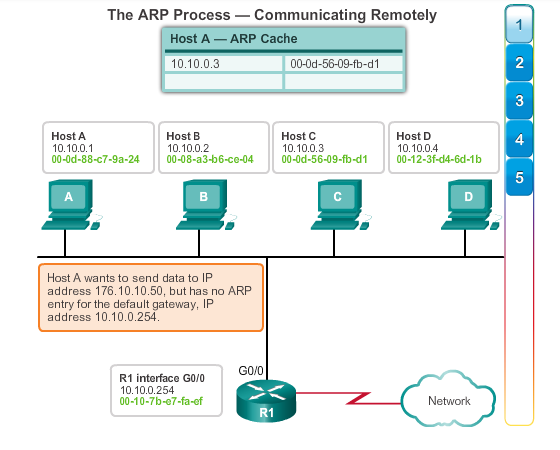 The ARP Process — Communicating Remotely
Host A — ARP Cache
10.10.0.3 00-0d-56-09-fb-d1
1
2
3
4
5
Host A
10.10.0.1
00-0d-88-c7-9a-24
Host B
10.10.0.2
00-08-a3-b6-ce-04
Host C
10.10.0.3
00-0d-56-09-fb-d1
Host D
10.10.0.4
00-12-3f-d4-6d-1b
A
B
C
D
Host A wants to send data to IP
address 176.10.10.50, but has no ARP
entry for the default gateway, IP
address 10.10.0.254.
G0/0
R1 interface G0/0
10.10.0.254
00-10-7b-e7-fa-ef
R1
Network